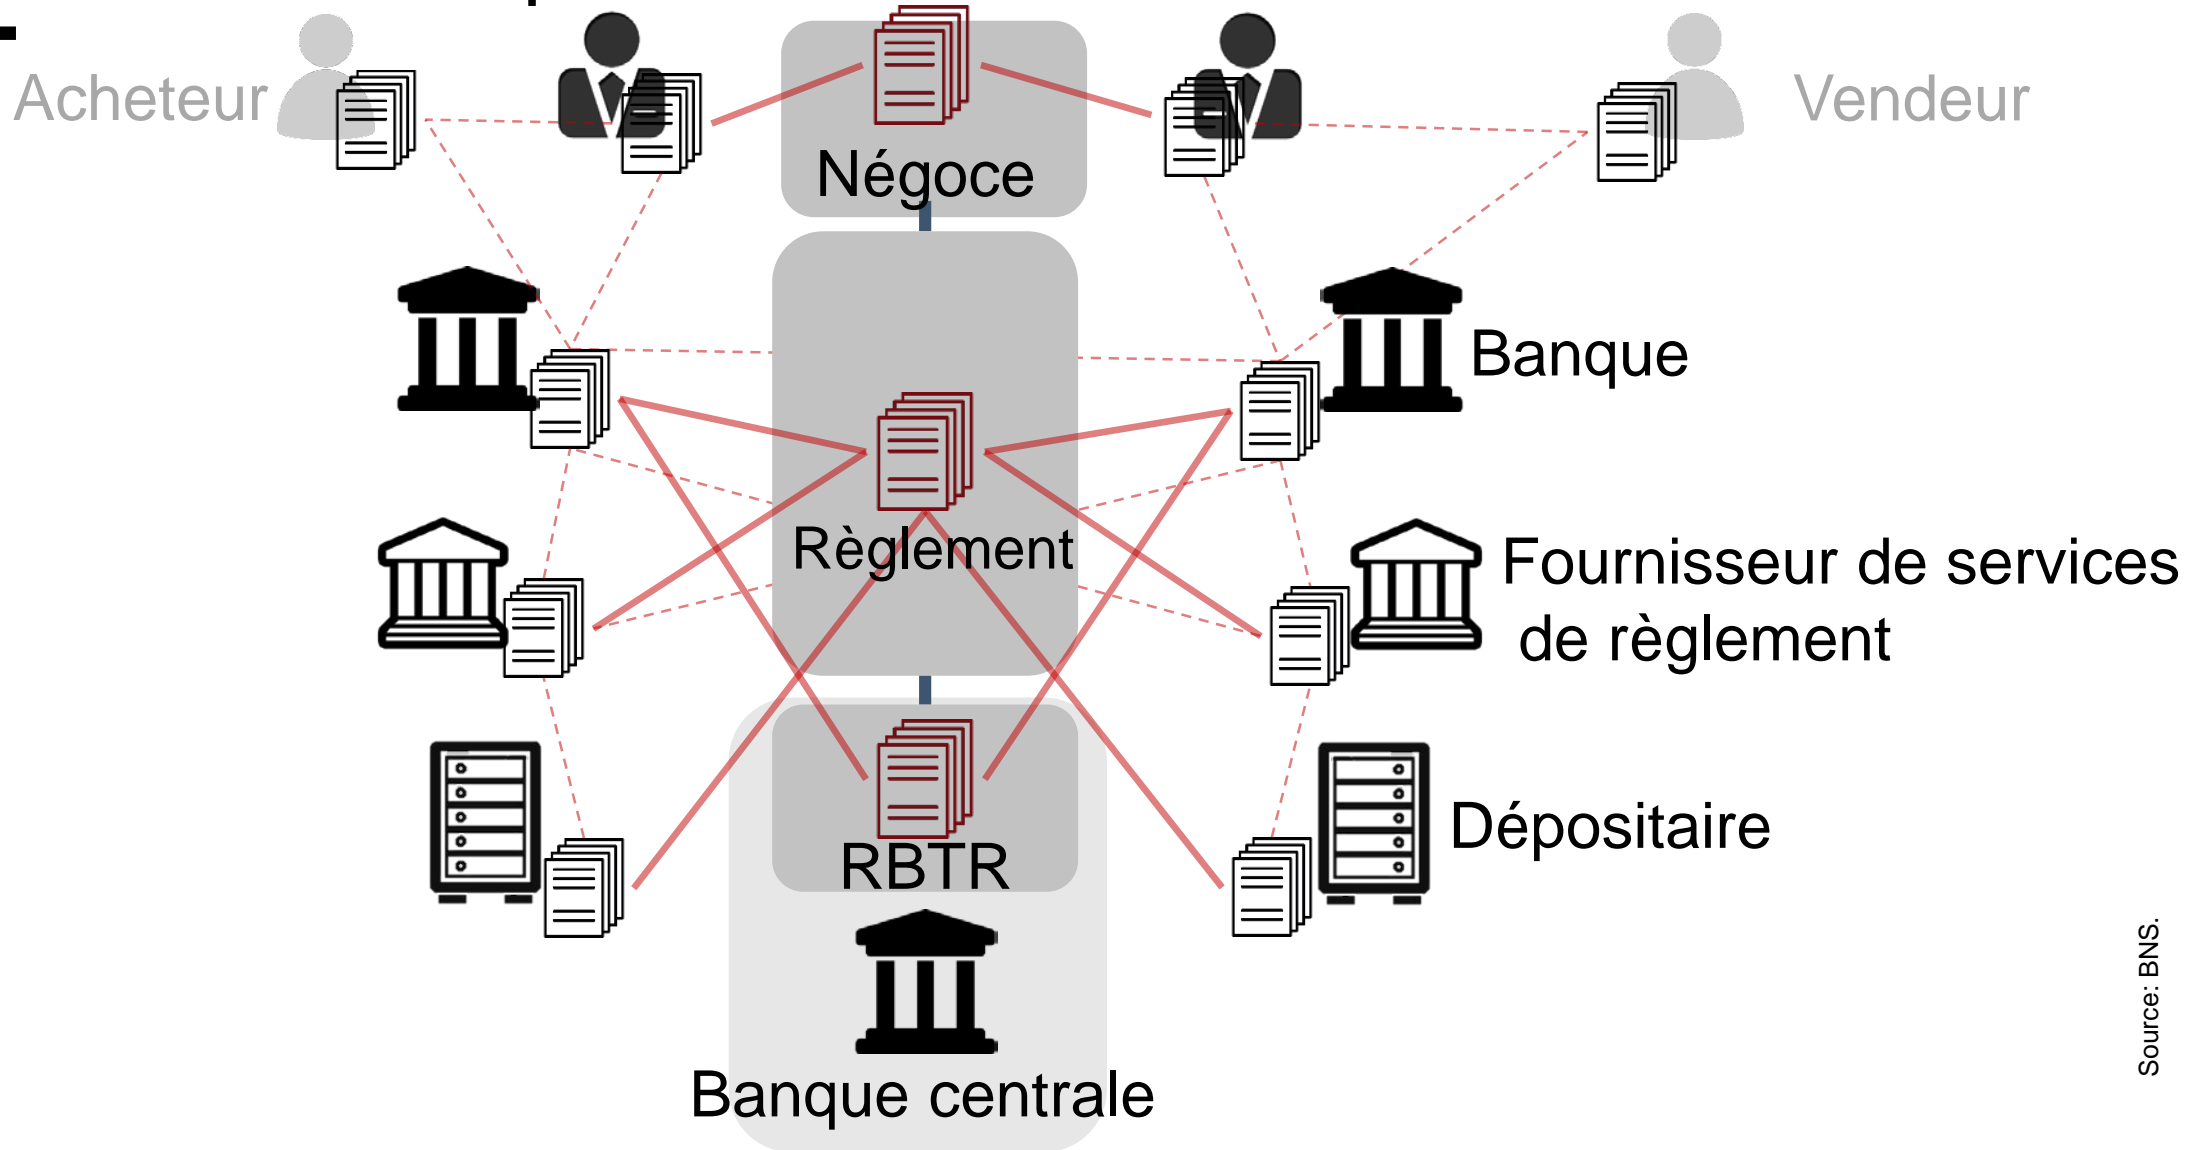 Acheteur
Négoce
Vendeur
Banque
Règlement
Fournisseur de services
de règlement
Dépositaire
RBTR
Banque centrale
Source: BNS.